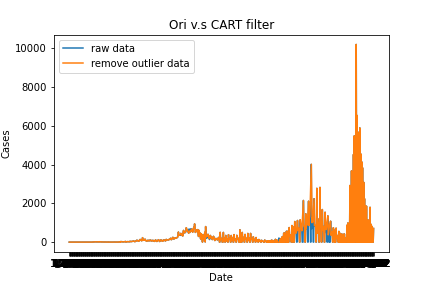 Ori v.s CART filter
raw data
remove outlier data
10000
8000
6000
4000
2000
0
Cases
Date